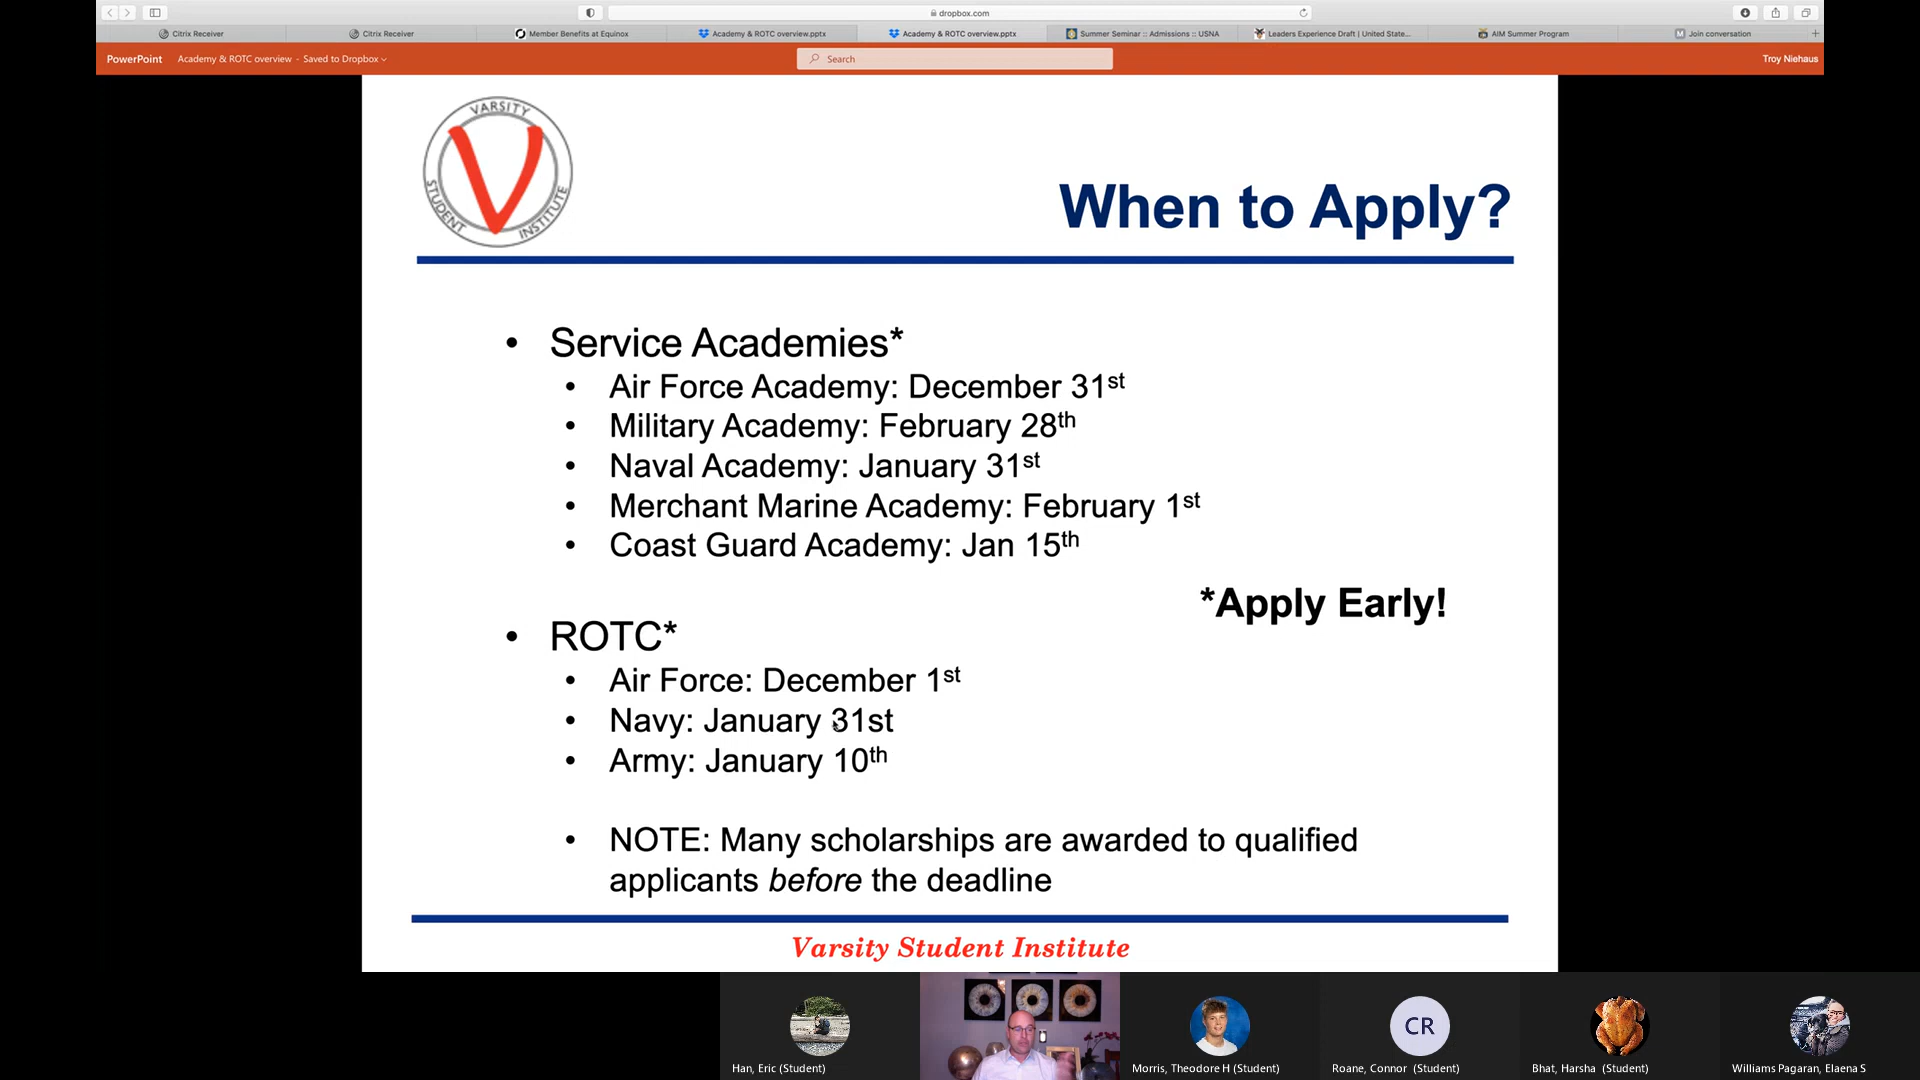 dropbox.com
Citrix Receiver
Citrix Receiver
Member Benefits at Equinox
Academy & ROTC overview.pptx
Academy & ROTC overview.pptx
Summer Seminar :: Admissions :: USNA
Leaders Experience Draft | United State...
AIM Summer Program
M Join conversation
PowerPoint Academy & ROTC overview - Saved to Dropbox
Search
Troy Niehaus
VARSITY
STUDENT INSTITUTE
V
When to Apply?
• Service Academies*
• Air Force Academy: December 31st
• Military Academy: February 28th
• Naval Academy: January 31st
• Merchant Marine Academy: February 1st
• Coast Guard Academy: Jan 15th
*Apply Early!
• ROTC*
• Air Force: December 1st
• Navy: January 31st
• Army: January 10th
• NOTE: Many scholarships are awarded to qualified
applicants before the deadline
Varsity Student Institute
CR
Han, Eric (Student)
Morris, Theodore H (Student)
Roane, Connor (Student)
Bhat, Harsha (Student)
Williams Pagaran, Elaena S